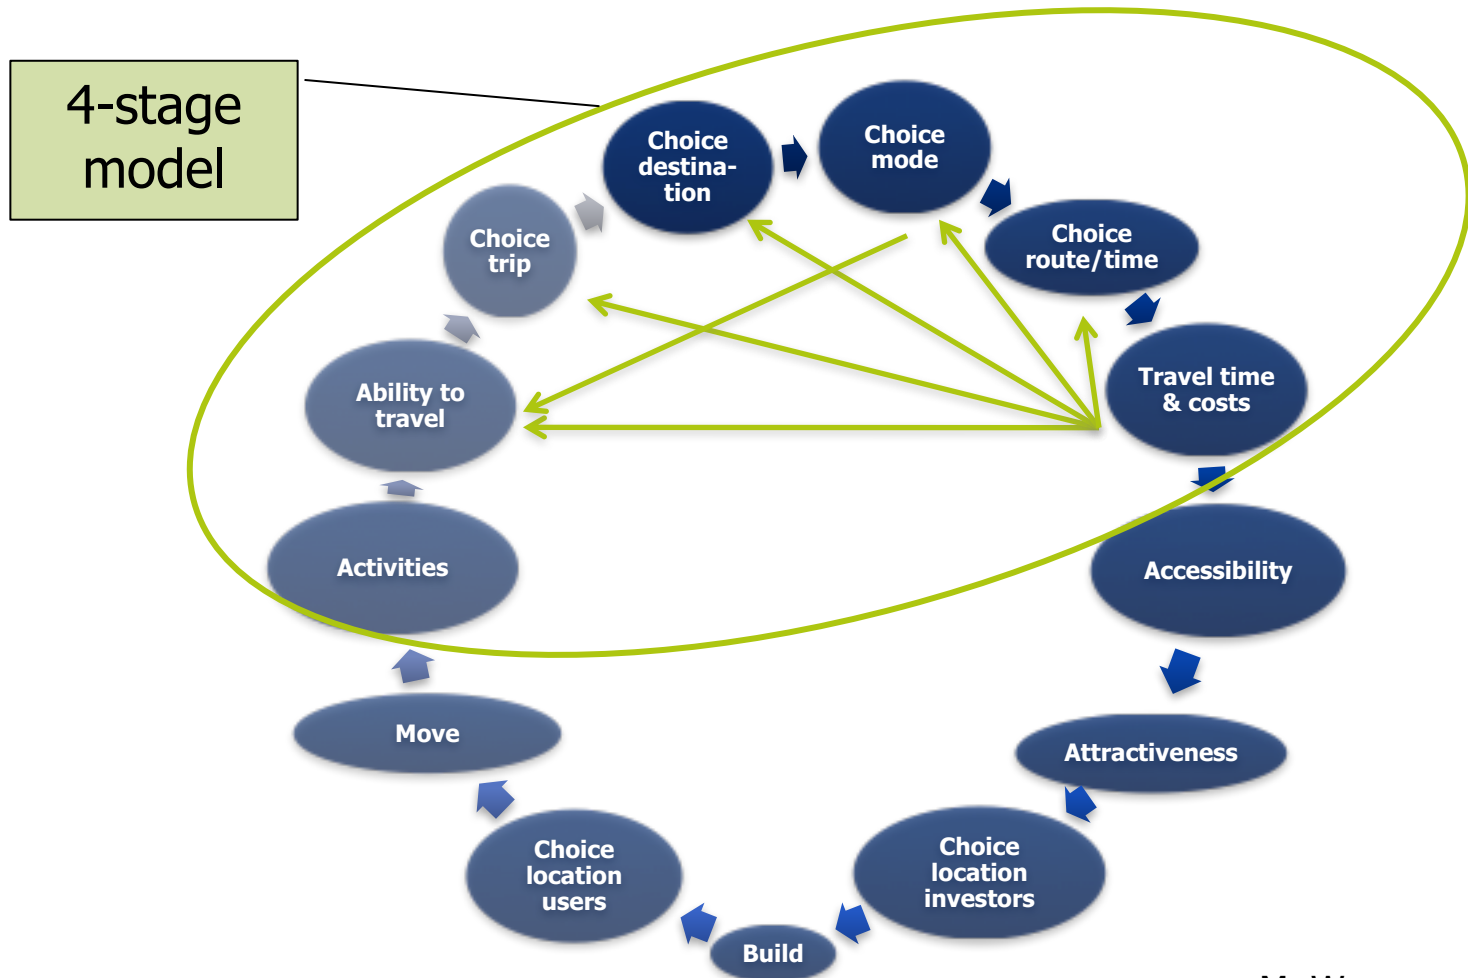 4-stage
model
Choice
destina-
tion
Choice
mode
Choice
trip
Choice
route/time
Ability to
travel
Travel time
& costs
Activities
Accessibility
Move
Attractiveness
Choice
location
users
Choice
location
investors
Build